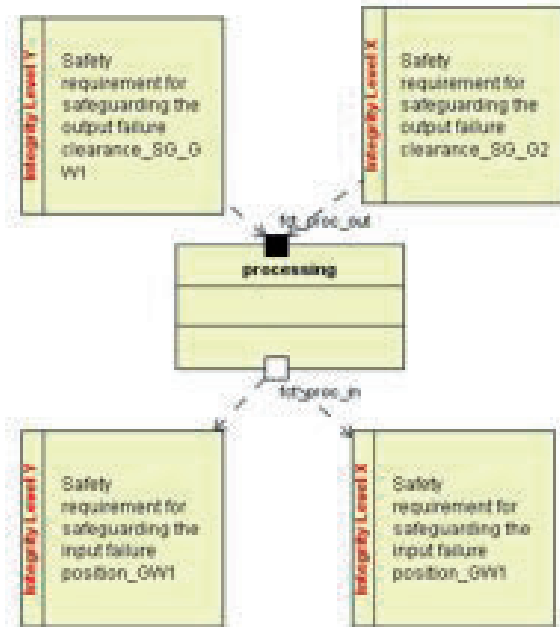 Integrity Level Y
Safety
requirement for
safeguarding the
output failure
clearance_SG_G
W1
Integrity Level X
Safety
requirement for
safeguarding the
output failure
clearance_SG_G2
fct_proc_out
processing
fct_proc_in
Integrity Level Y
Safety
requirement for
safeguarding the
input failure
position_GW1
Integrity Level X
Safety
requirement for
safeguarding the
input failure
position_GW1